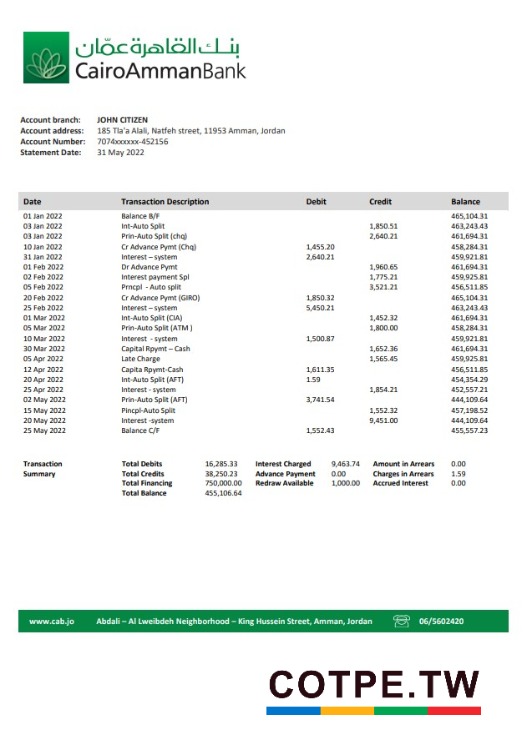 بنك القاهرة عمّان
CairoAmmanBank
Account branch: JOHN CITIZEN
Account address: 185 Tla'a Alali, Natfeh street, 11953 Amman, Jordan
Account Number: 7074xxxxxx-452156
Statement Date: 31 May 2022
Date Transaction Description Debit Credit Balance
01 Jan 2022 Balance B/F 465,104.31
03 Jan 2022 Int-Auto Split 1,850.51 463,243.43
03 Jan 2022 Prin-Auto Split (chq) 2,640.21 461,694.31
10 Jan 2022 Cr Advance Pymt (Chq) 1,455.20 458,284.31
31 Jan 2022 Interest – system 2,640.21 459,921.81
01 Feb 2022 Dr Advance Pymt 1,960.65 461,694.31
02 Feb 2022 Interest payment Spl 1,775.21 459,925.81
05 Feb 2022 Prncpl - Auto split 3,521.21 456,511.85
20 Feb 2022 Cr Advance Pymt (GIRO) 1,850.32 465,104.31
25 Feb 2022 Interest – system 5,450.21 463,243.43
01 Mar 2022 Int-Auto Split (CIA) 1,452.32 461,694.31
05 Mar 2022 Prin-Auto Split (ATM ) 1,800.00 458,284.31
10 Mar 2022 Interest - system 1,500.87 459,921.81
30 Mar 2022 Capital Rpymt – Cash 1,652.36 461,694.31
05 Apr 2022 Late Charge 1,565.45 459,925.81
12 Apr 2022 Capita Rpymt-Cash 1,611.35 456,511.85
20 Apr 2022 Int-Auto Split (AFT) 1.59 454,354.29
25 Apr 2022 Interest - system 1,854.21 452,557.21
02 May 2022 Prin-Auto Split (AFT) 3,741.54 444,109.64
15 May 2022 Pincpl-Auto Split 1,552.32 457,198.52
20 May 2022 Interest -system 9,451.00 444,109.64
25 May 2022 Balance C/F 1,552.43 455,557.23
Transaction Total Debits 16,285.33 Interest Charged 9,463.74 Amount in Arrears 0.00
Summary Total Credits 38,250.23 Advance Payment 0.00 Charges in Arrears 1.59
Total Financing 750,000.00 Redraw Available 1,000.00 Accrued Interest 0.00
Total Balance 455,106.64
www.cab.jo Abdali – Al Lweibdeh Neighborhood – King Hussein Street, Amman, Jordan 06/5602420
COTPE.TW